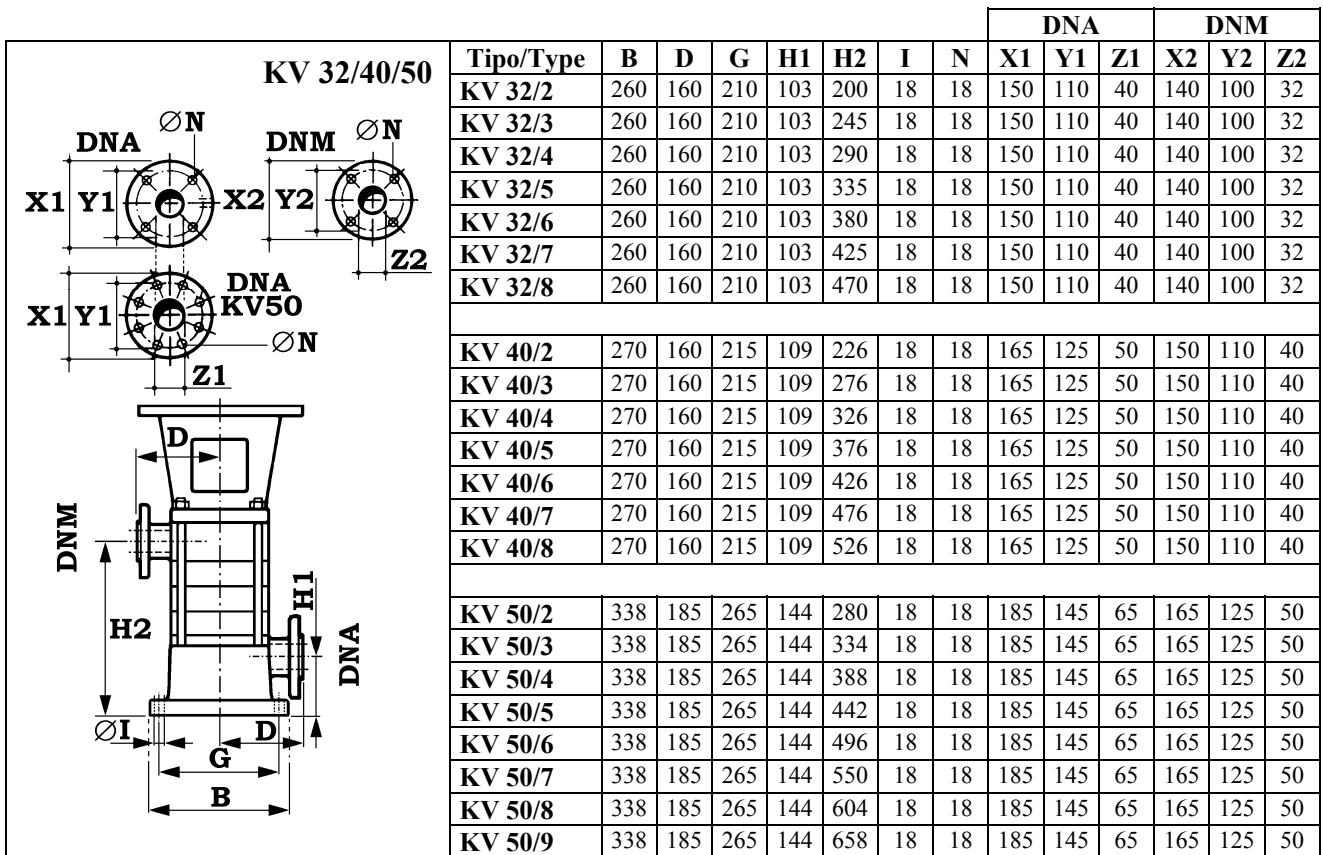 DNA DNM
KV 32/40/50
Tipo/Type B D G H1 H2 I N X1 Y1 Z1 X2 Y2 Z2
KV 32/2 260 160 210 103 200 18 18 150 110 40 140 100 32
KV 32/3 260 160 210 103 245 18 18 150 110 40 140 100 32
KV 32/4 260 160 210 103 290 18 18 150 110 40 140 100 32
KV 32/5 260 160 210 103 335 18 18 150 110 40 140 100 32
KV 32/6 260 160 210 103 380 18 18 150 110 40 140 100 32
KV 32/7 260 160 210 103 425 18 18 150 110 40 140 100 32
KV 32/8 260 160 210 103 470 18 18 150 110 40 140 100 32
KV 40/2 270 160 215 109 226 18 18 165 125 50 150 110 40
KV 40/3 270 160 215 109 276 18 18 165 125 50 150 110 40
KV 40/4 270 160 215 109 326 18 18 165 125 50 150 110 40
KV 40/5 270 160 215 109 376 18 18 165 125 50 150 110 40
KV 40/6 270 160 215 109 426 18 18 165 125 50 150 110 40
KV 40/7 270 160 215 109 476 18 18 165 125 50 150 110 40
KV 40/8 270 160 215 109 526 18 18 165 125 50 150 110 40
KV 50/2 338 185 265 144 280 18 18 185 145 65 165 125 50
KV 50/3 338 185 265 144 334 18 18 185 145 65 165 125 50
KV 50/4 338 185 265 144 388 18 18 185 145 65 165 125 50
KV 50/5 338 185 265 144 442 18 18 185 145 65 165 125 50
KV 50/6 338 185 265 144 496 18 18 185 145 65 165 125 50
KV 50/7 338 185 265 144 550 18 18 185 145 65 165 125 50
KV 50/8 338 185 265 144 604 18 18 185 145 65 165 125 50
KV 50/9 338 185 265 144 658 18 18 185 145 65 165 125 50
∅N ∅N
DNA DNM
X1 Y1 X2 Y2
Z2
DNA
KV50
X1 Y1
∅N
Z1
D
DNM
H1
H2
DNA
∅I D
G
B